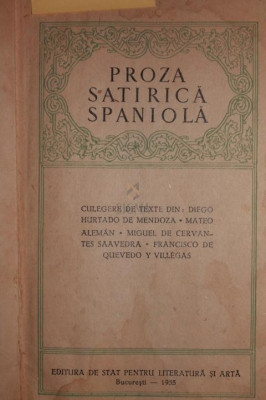 PROZA
SATIRICĂ
SPANIOLĂ
CULEGERE DE TEXTE DIN: DIEGO
HURTADO DE MENDOZA • MATEO
ALEMÁN • MIGUEL DE CERVAN-
TES SAAVEDRA • FRANCISCO DE
QUEVEDO Y VILLEGAS
EDITURA DE STAT PENTRU LITERATURĂ ȘI ARTĂ
București — 1955